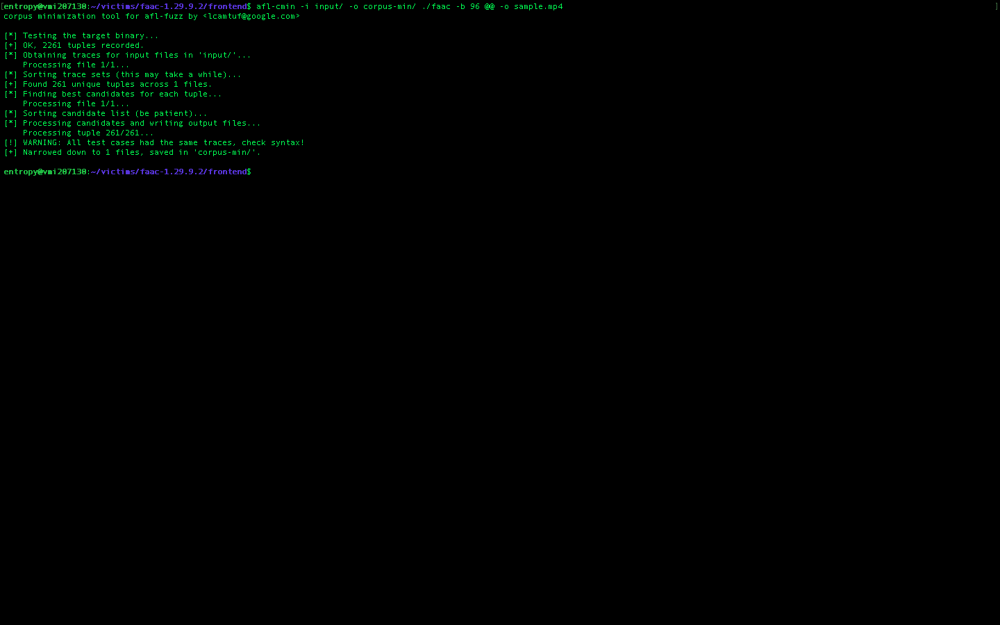 [entropy@vmi207130:~/victims/faac-1.29.9.2/frontend$ afl-cmin -i input/ -o corpus-min/ ./faac -b 96 @@ -o sample.mp4 ]
corpus minimization tool for afl-fuzz by <lcamtuf@google.com>
[*] Testing the target binary...
[+] OK, 2261 tuples recorded.
[*] Obtaining traces for input files in 'input/'...
Processing file 1/1...
[*] Sorting trace sets (this may take a while)...
[+] Found 261 unique tuples across 1 files.
[*] Finding best candidates for each tuple...
Processing file 1/1...
[*] Sorting candidate list (be patient)...
[*] Processing candidates and writing output files...
Processing tuple 261/261...
[!] WARNING: All test cases had the same traces, check syntax!
[+] Narrowed down to 1 files, saved in 'corpus-min/'.
entropy@vmi207130:~/victims/faac-1.29.9.2/frontend$